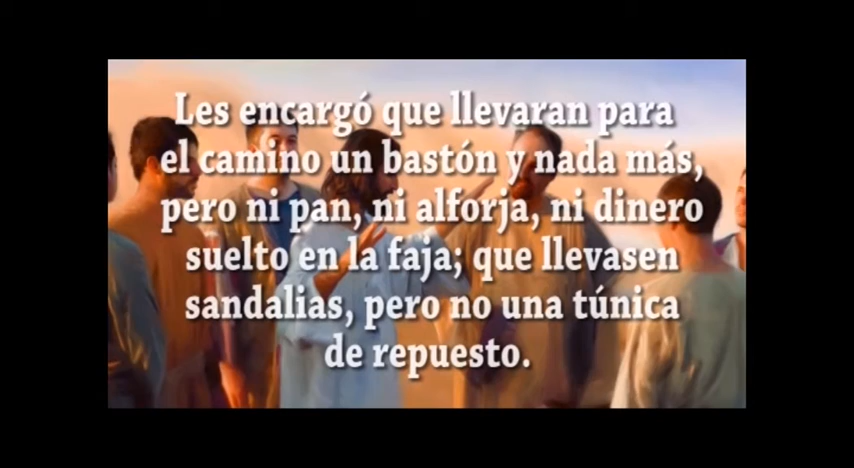 Les encargó que llevaran para
el camino un bastón y nada más,
pero ni pan, ni alforja, ni dinero
suelto en la faja; que llevasen
sandalias, pero no una túnica
de repuesto.